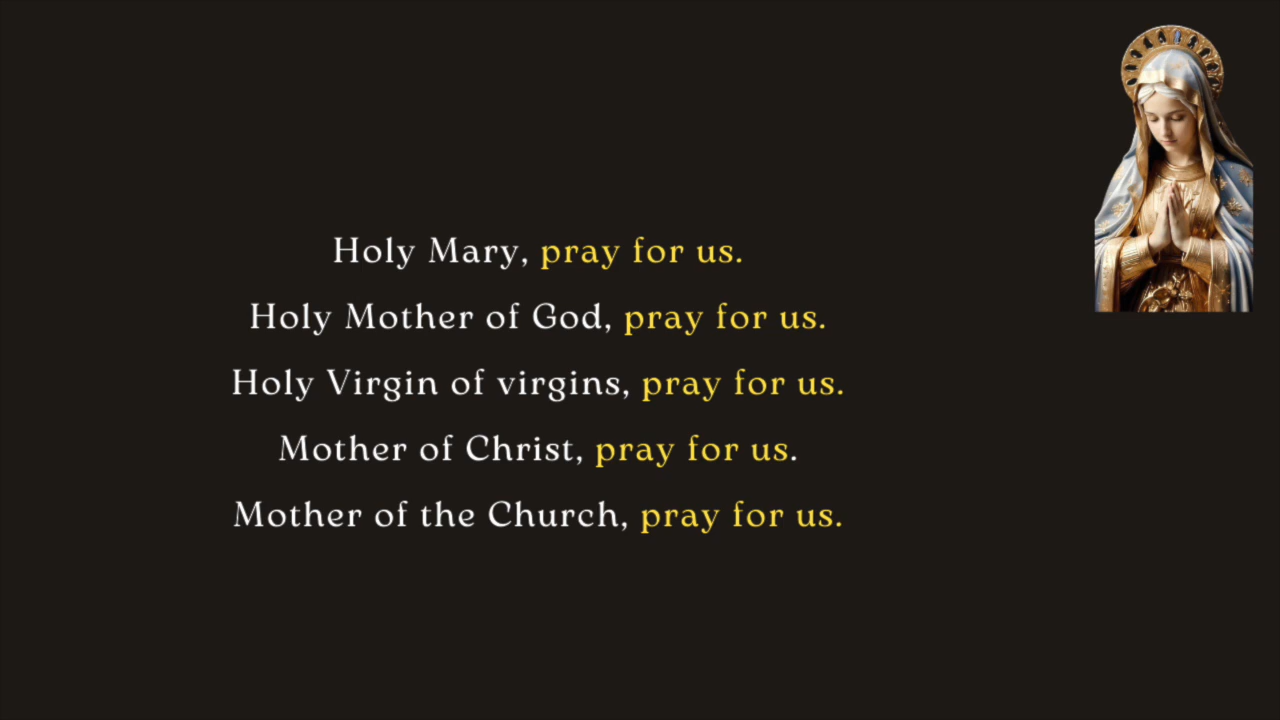 Holy Mary, pray for us.
Holy Mother of God, pray for us.
Holy Virgin of virgins, pray for us.
Mother of Christ, pray for us.
Mother of the Church, pray for us.